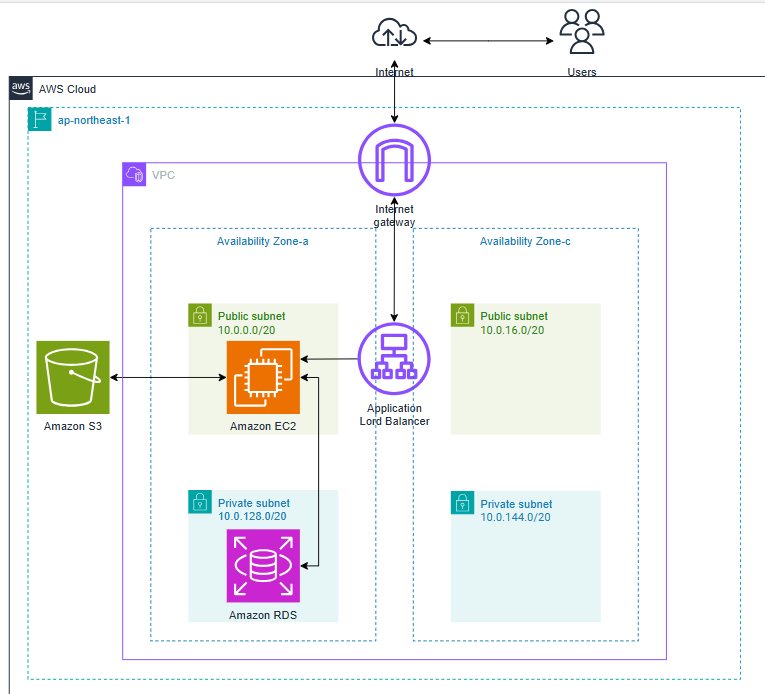 Internet
Users
aws
AWS Cloud
ap-northeast-1
VPC
Internet
gateway
Availability Zone-a
Availability Zone-c
Public subnet
10.0.0.0/20
Public subnet
10.0.16.0/20
Amazon S3
Amazon EC2
Application
Lord Balancer
Private subnet
10.0.128.0/20
Private subnet
10.0.144.0/20
Amazon RDS